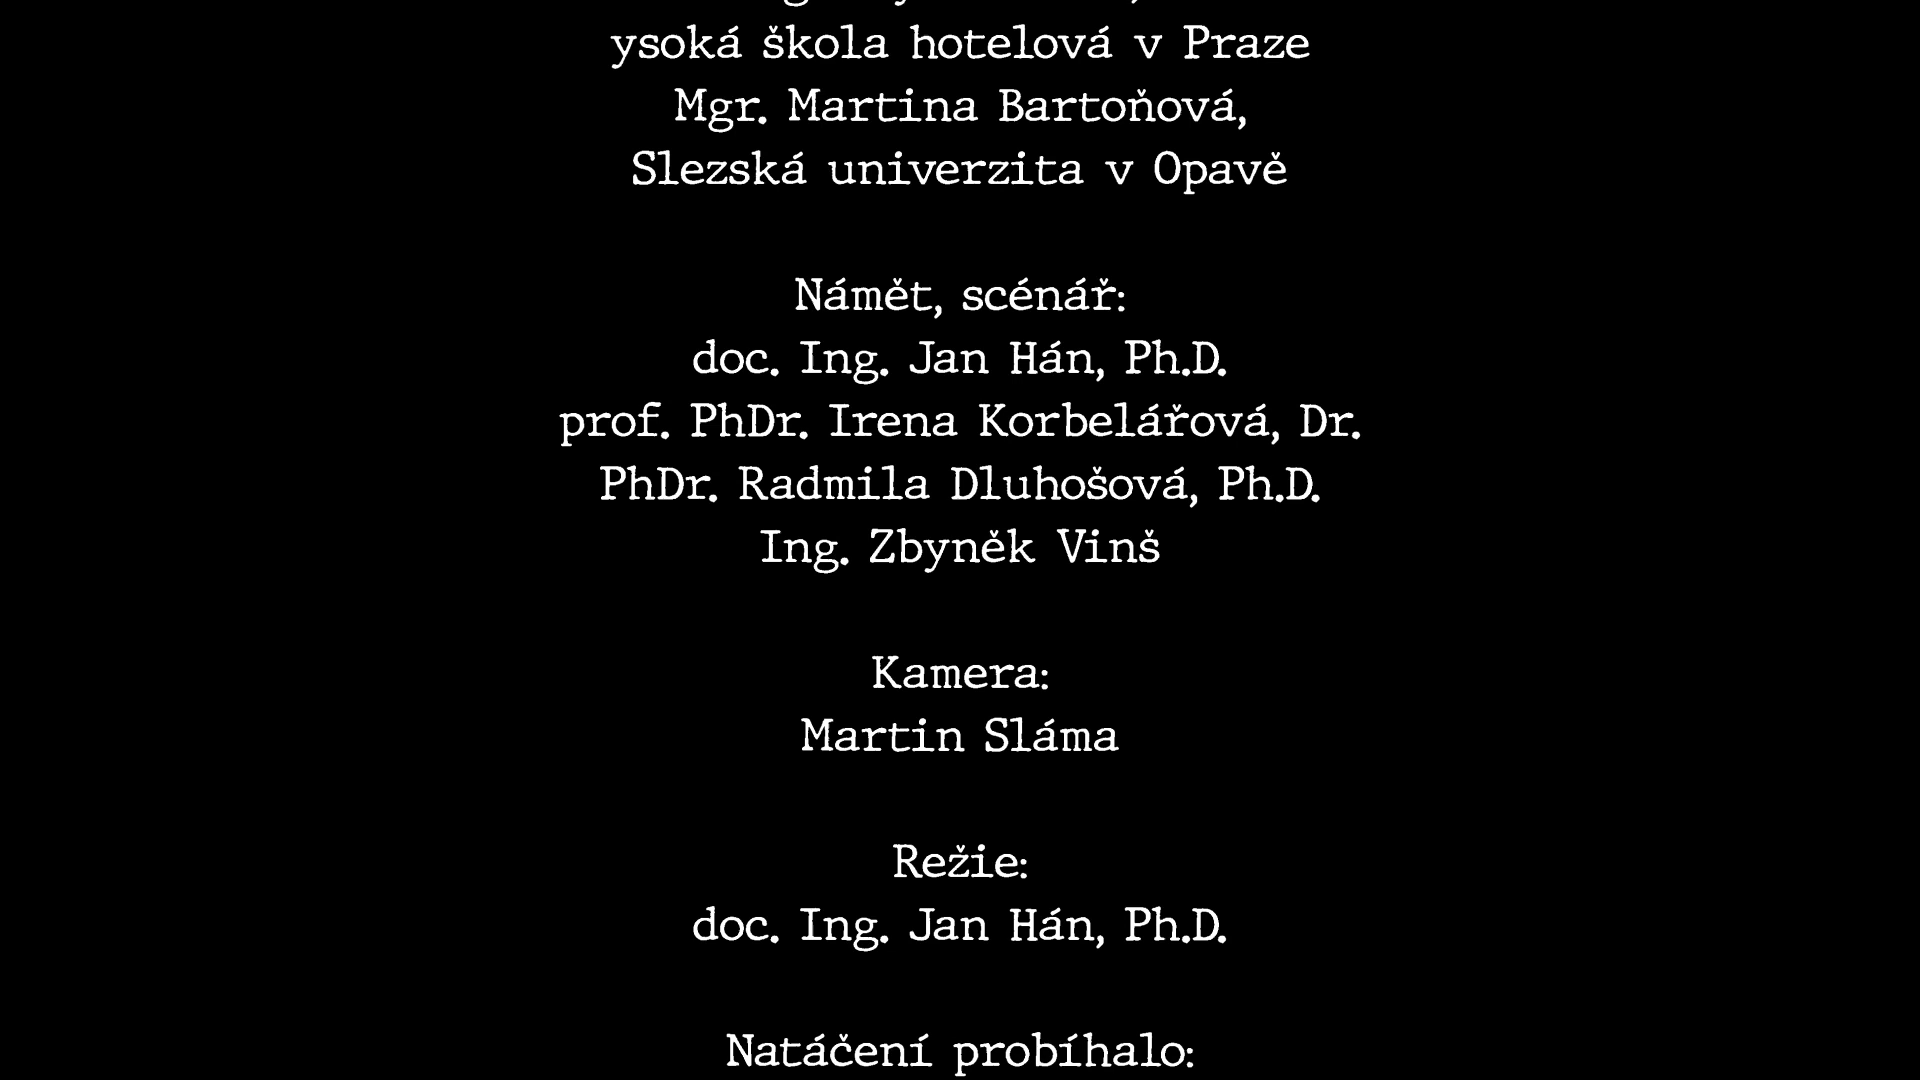 ysoká škola hotelová v Praze
Mgr. Martina Bartoňová,
Slezská univerzita v Opavě
Námět, scénář:
doc. Ing. Jan Hán, Ph.D.
prof. PhDr. Irena Korbelářová, Dr.
PhDr. Radmila Dluhošová, Ph.D.
Ing. Zbyněk Vinš
Kamera:
Martin Sláma
Režie:
doc. Ing. Jan Hán, Ph.D.
Natáčení probíhalo: